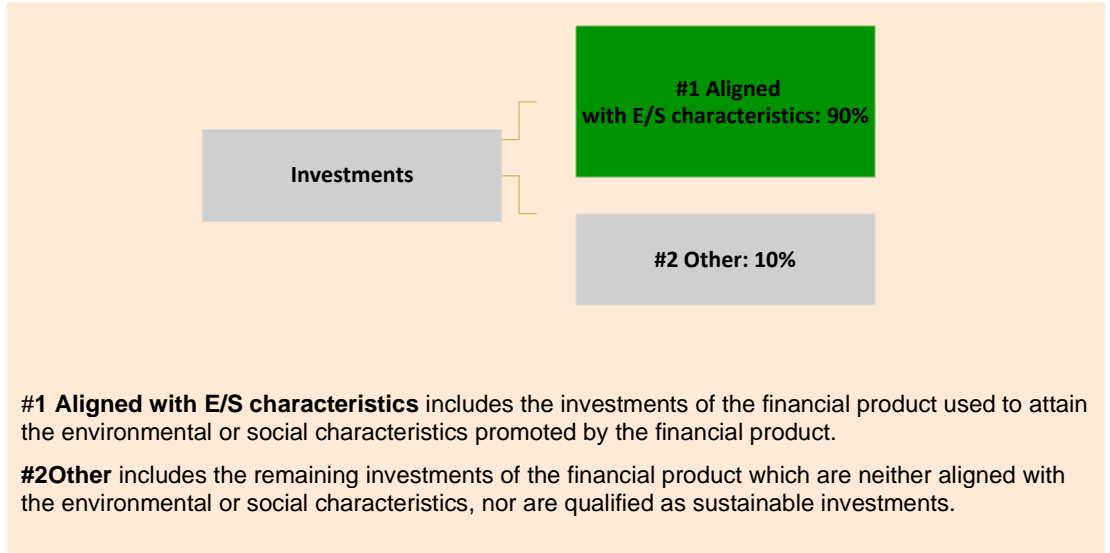 #1 Aligned
with E/S characteristics: 90%
Investments
#2 Other: 10%
#1 Aligned with E/S characteristics includes the investments of the financial product used to attain
the environmental or social characteristics promoted by the financial product.
#2Other includes the remaining investments of the financial product which are neither aligned with
the environmental or social characteristics, nor are qualified as sustainable investments.